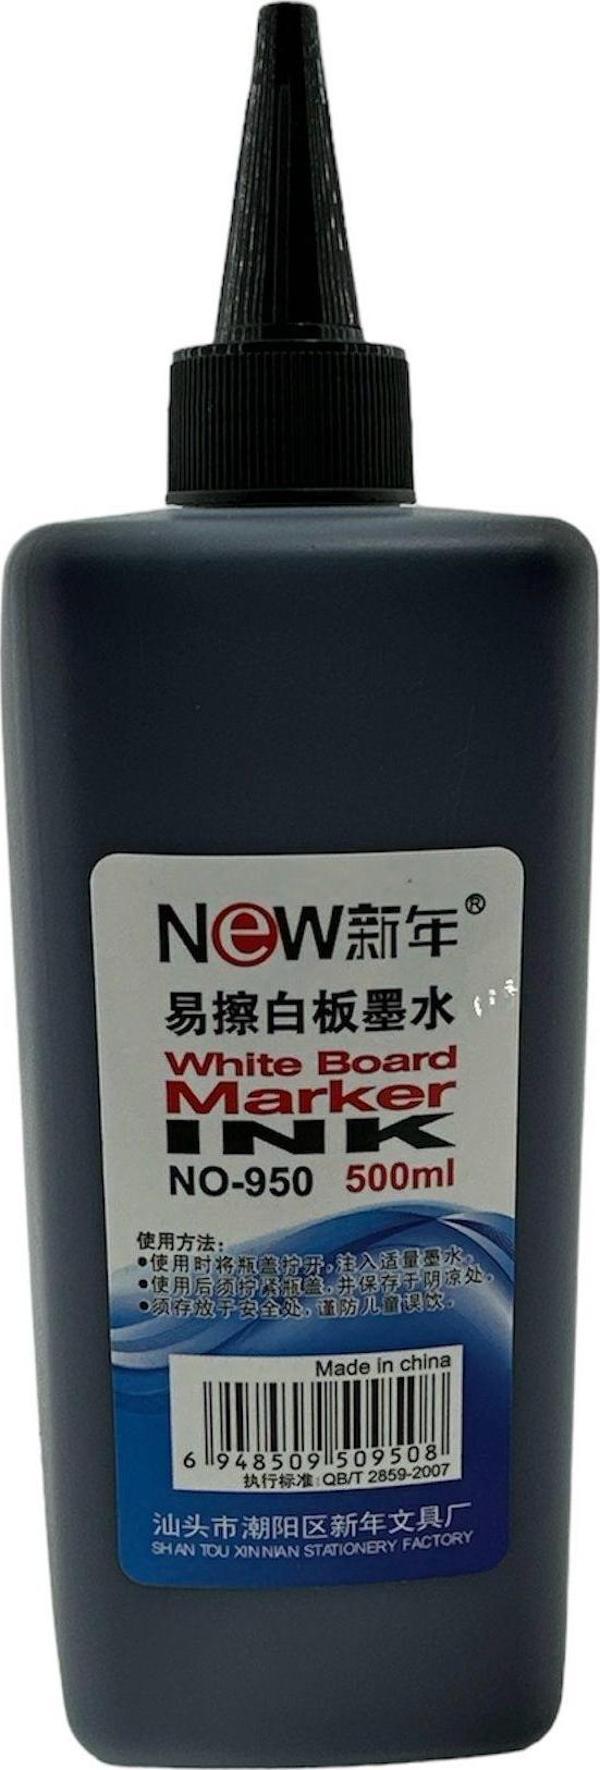 NeW新年®
易擦白板墨水
White Board
Marker
INK
NO-950 500ml
使用方法:
•使用时将瓶盖拧开,注入适量墨水。
•使用后须拧紧瓶盖,并保存于阴凉处。
•须存放于安全处,谨防儿童误饮。
Made in china
6 948509 509508
执行标准:QB/T 2859-2007
汕头市潮阳区新年文具厂
SHAN TOU XINNIAN STATIONERY FACTORY